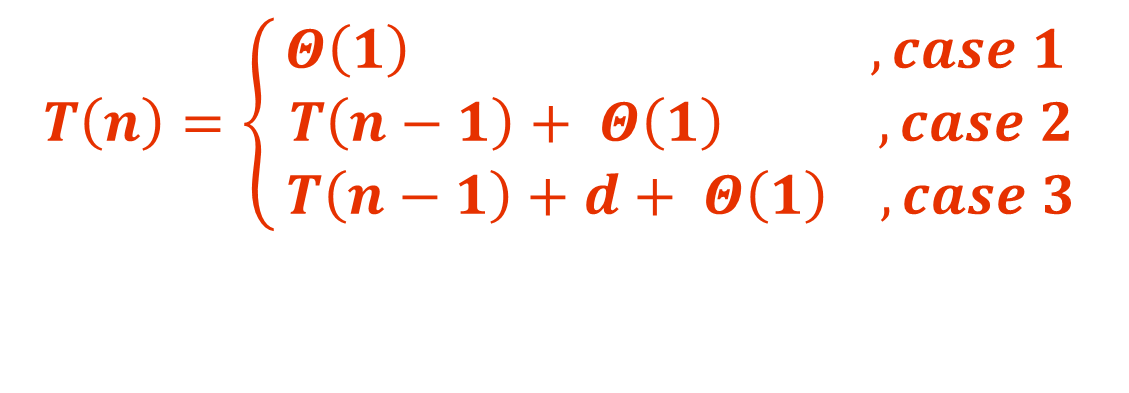 Θ(1) , case 1
T(n) = { T(n − 1) + Θ(1) , case 2
T(n − 1) + d + Θ(1) , case 3